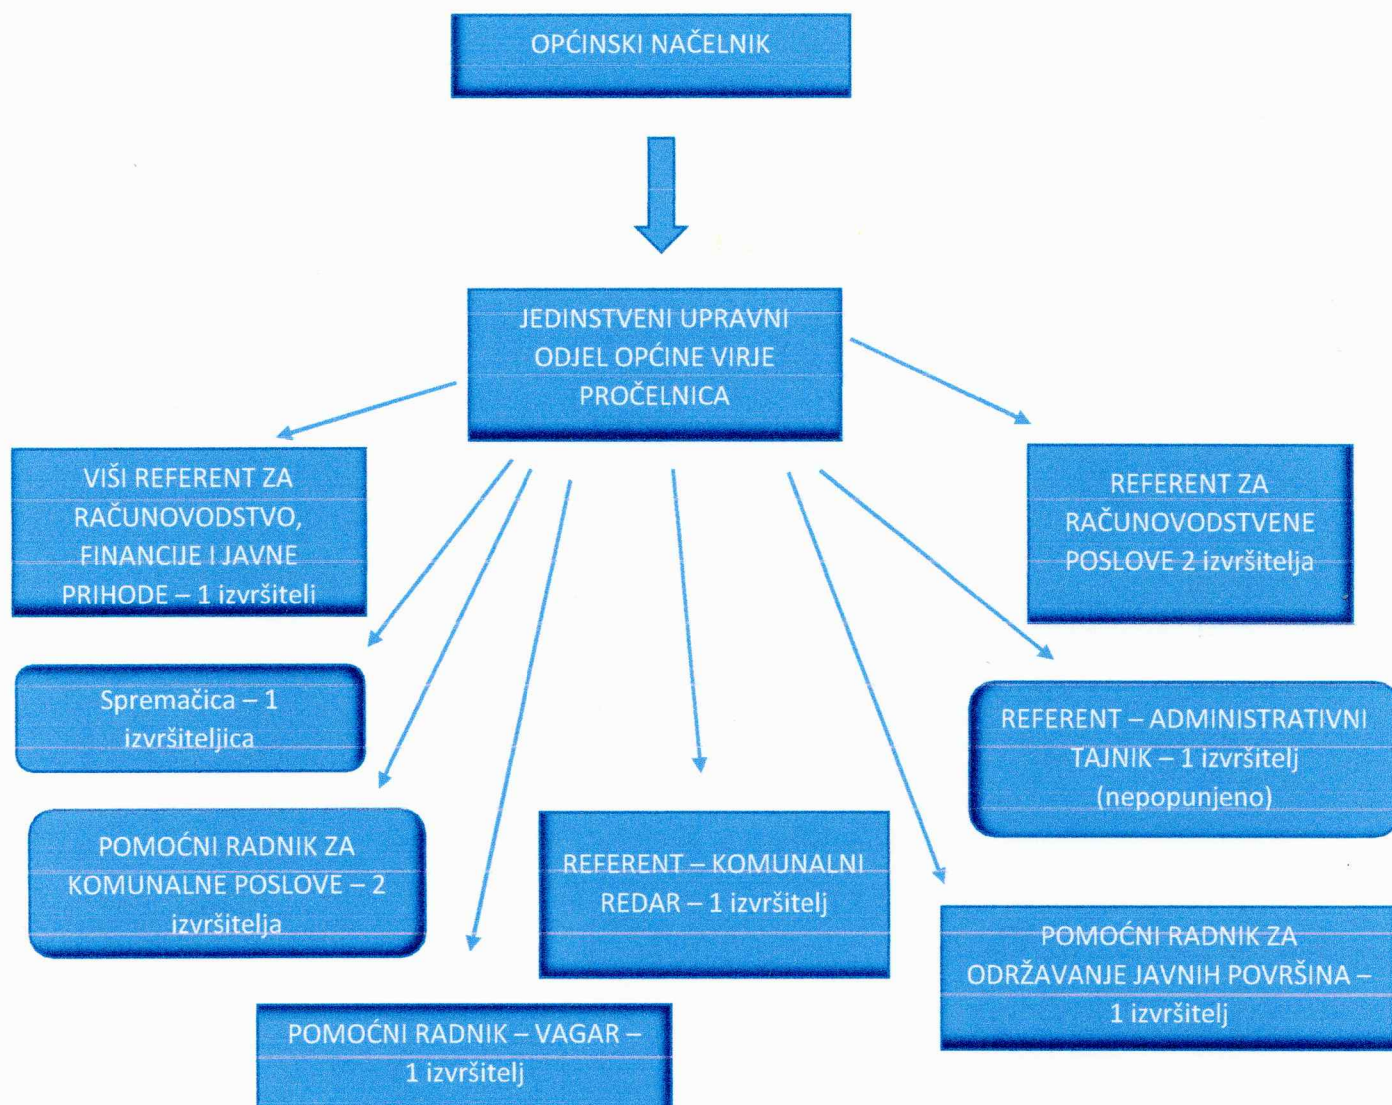 OPĆINSKI NAČELNIK
JEDINSTVENI UPRAVNI
ODJEL OPĆINE VIRJE
PROČELNICA
VIŠI REFERENT ZA
RAČUNOVODSTVO,
FINANCIJE I JAVNE
PRIHODE – 1 izvršitelj
REFERENT ZA
RAČUNOVODSTVENE
POSLOVE 2 izvršitelja
Spremačica – 1
izvršiteljica
REFERENT – ADMINISTRATIVNI
TAJNIK – 1 izvršitelj
(nepopunjeno)
POMOĆNI RADNIK ZA
KOMUNALNE POSLOVE – 2
izvršitelja
REFERENT – KOMUNALNI
REDAR – 1 izvršitelj
POMOĆNI RADNIK ZA
ODRŽAVANJE JAVNIH POVRŠINA –
1 izvršitelj
POMOĆNI RADNIK – VAGAR –
1 izvršitelj